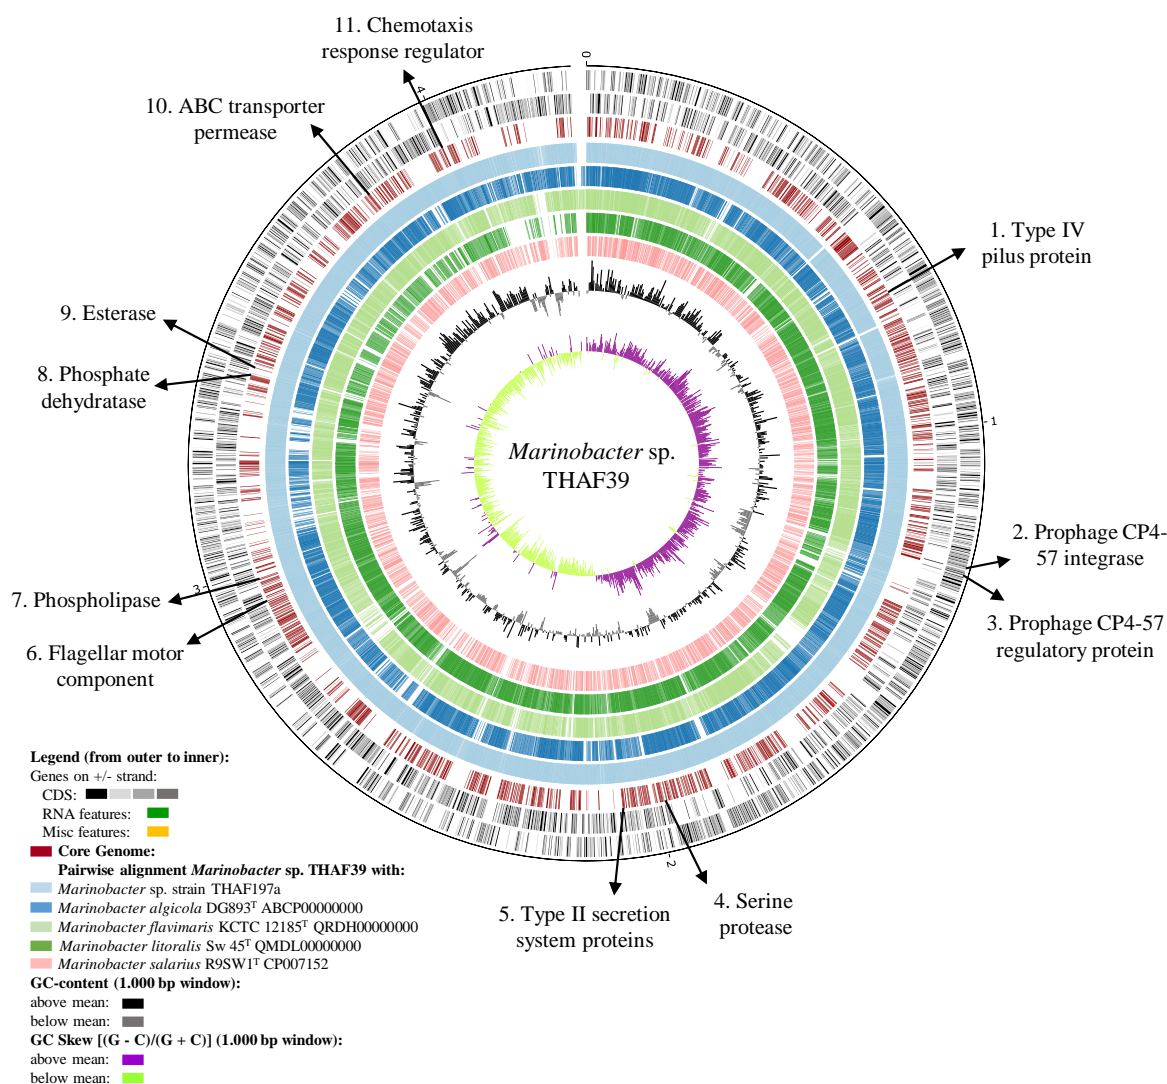 11. Chemotaxis
response regulator
10. ABC transporter
permease
0
4
1. Type IV
pilus protein
9. Esterase
8. Phosphate
dehydratase
1
Marinobacter sp.
THAF39
2. Prophage CP4-
57 integrase
3. Prophage CP4-57
regulatory protein
7. Phospholipase
3
6. Flagellar motor
component
2
4. Serine
protease
5. Type II secretion
system proteins
Legend (from outer to inner):
Genes on +/- strand:
CDS:
RNA features:
Misc features:
Core Genome:
Pairwise alignment Marinobacter sp. THAF39 with:
Marinobacter sp. strain THAF197a
Marinobacter algicola DG893ᵀ ABCP00000000
Marinobacter flavimaris KCTC 12185ᵀ QRDH00000000
Marinobacter litoralis Sw 45ᵀ QMDL00000000
Marinobacter salarius R9SW1ᵀ CP007152
GC-content (1.000 bp window):
above mean:
below mean:
GC Skew [(G - C)/(G + C)] (1.000 bp window):
above mean:
below mean: